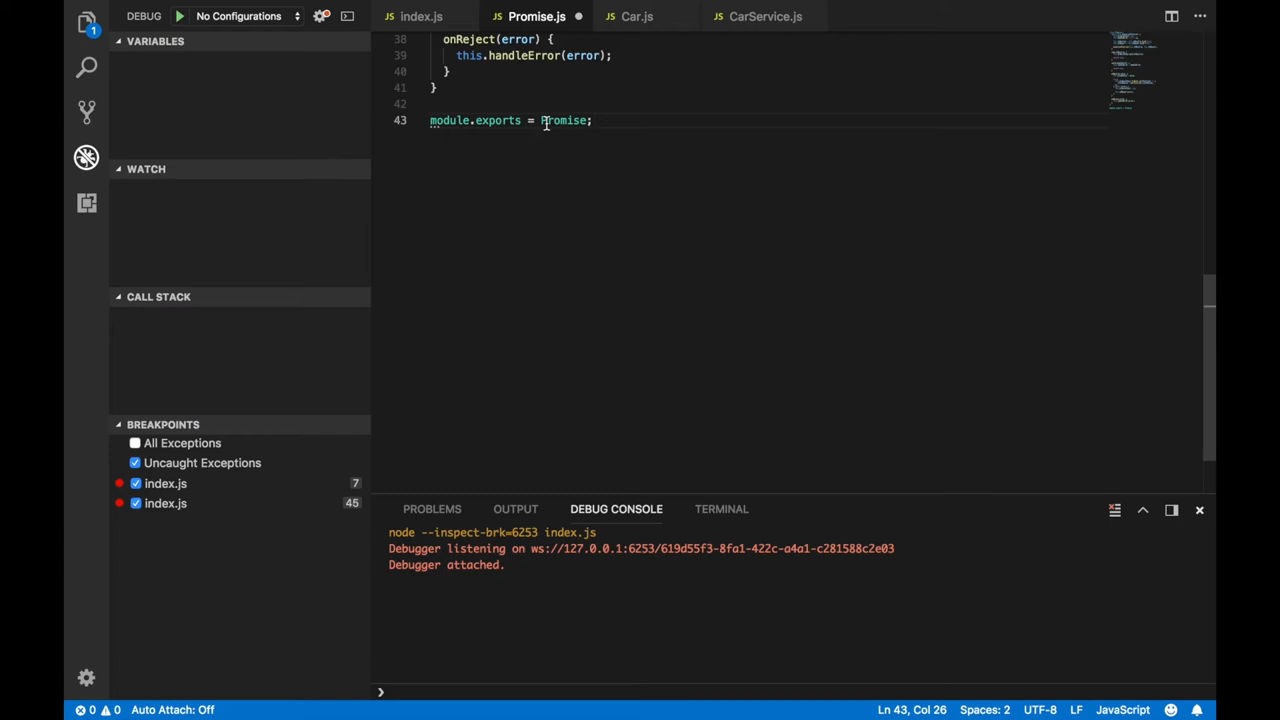 DEBUG No Configurations
index.js Promise.js Car.js CarService.js
1
VARIABLES
WATCH
CALL STACK
BREAKPOINTS
All Exceptions
Uncaught Exceptions
index.js 7
index.js 45
38 onReject(error) {
39 this.handleError(error);
40 }
41 }
42
43 module.exports = Promise;
PROBLEMS OUTPUT DEBUG CONSOLE TERMINAL
node --inspect-brk=6253 index.js
Debugger listening on ws://127.0.0.1:6253/619d55f3-8fa1-422c-a4a1-c281588c2e03
Debugger attached.
0 0 Auto Attach: Off Ln 43, Col 26 Spaces: 2 UTF-8 LF JavaScript